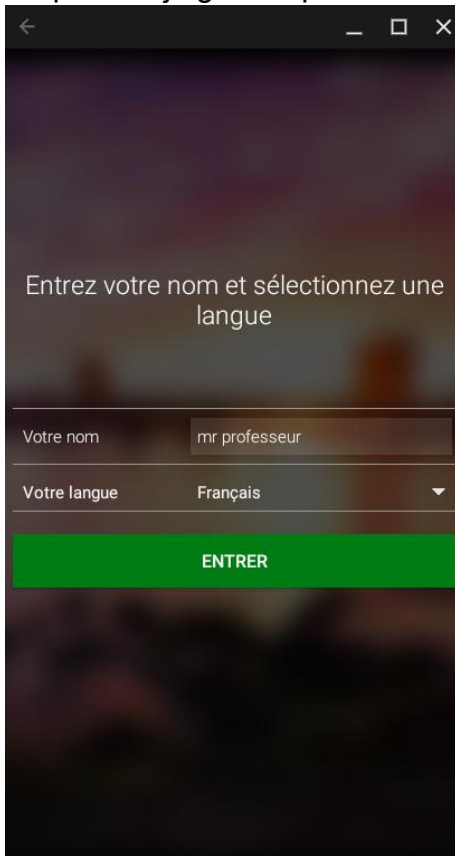 Entrez votre nom et sélectionnez une
langue
Votre nom mr professeur
Votre langue Français
ENTRER